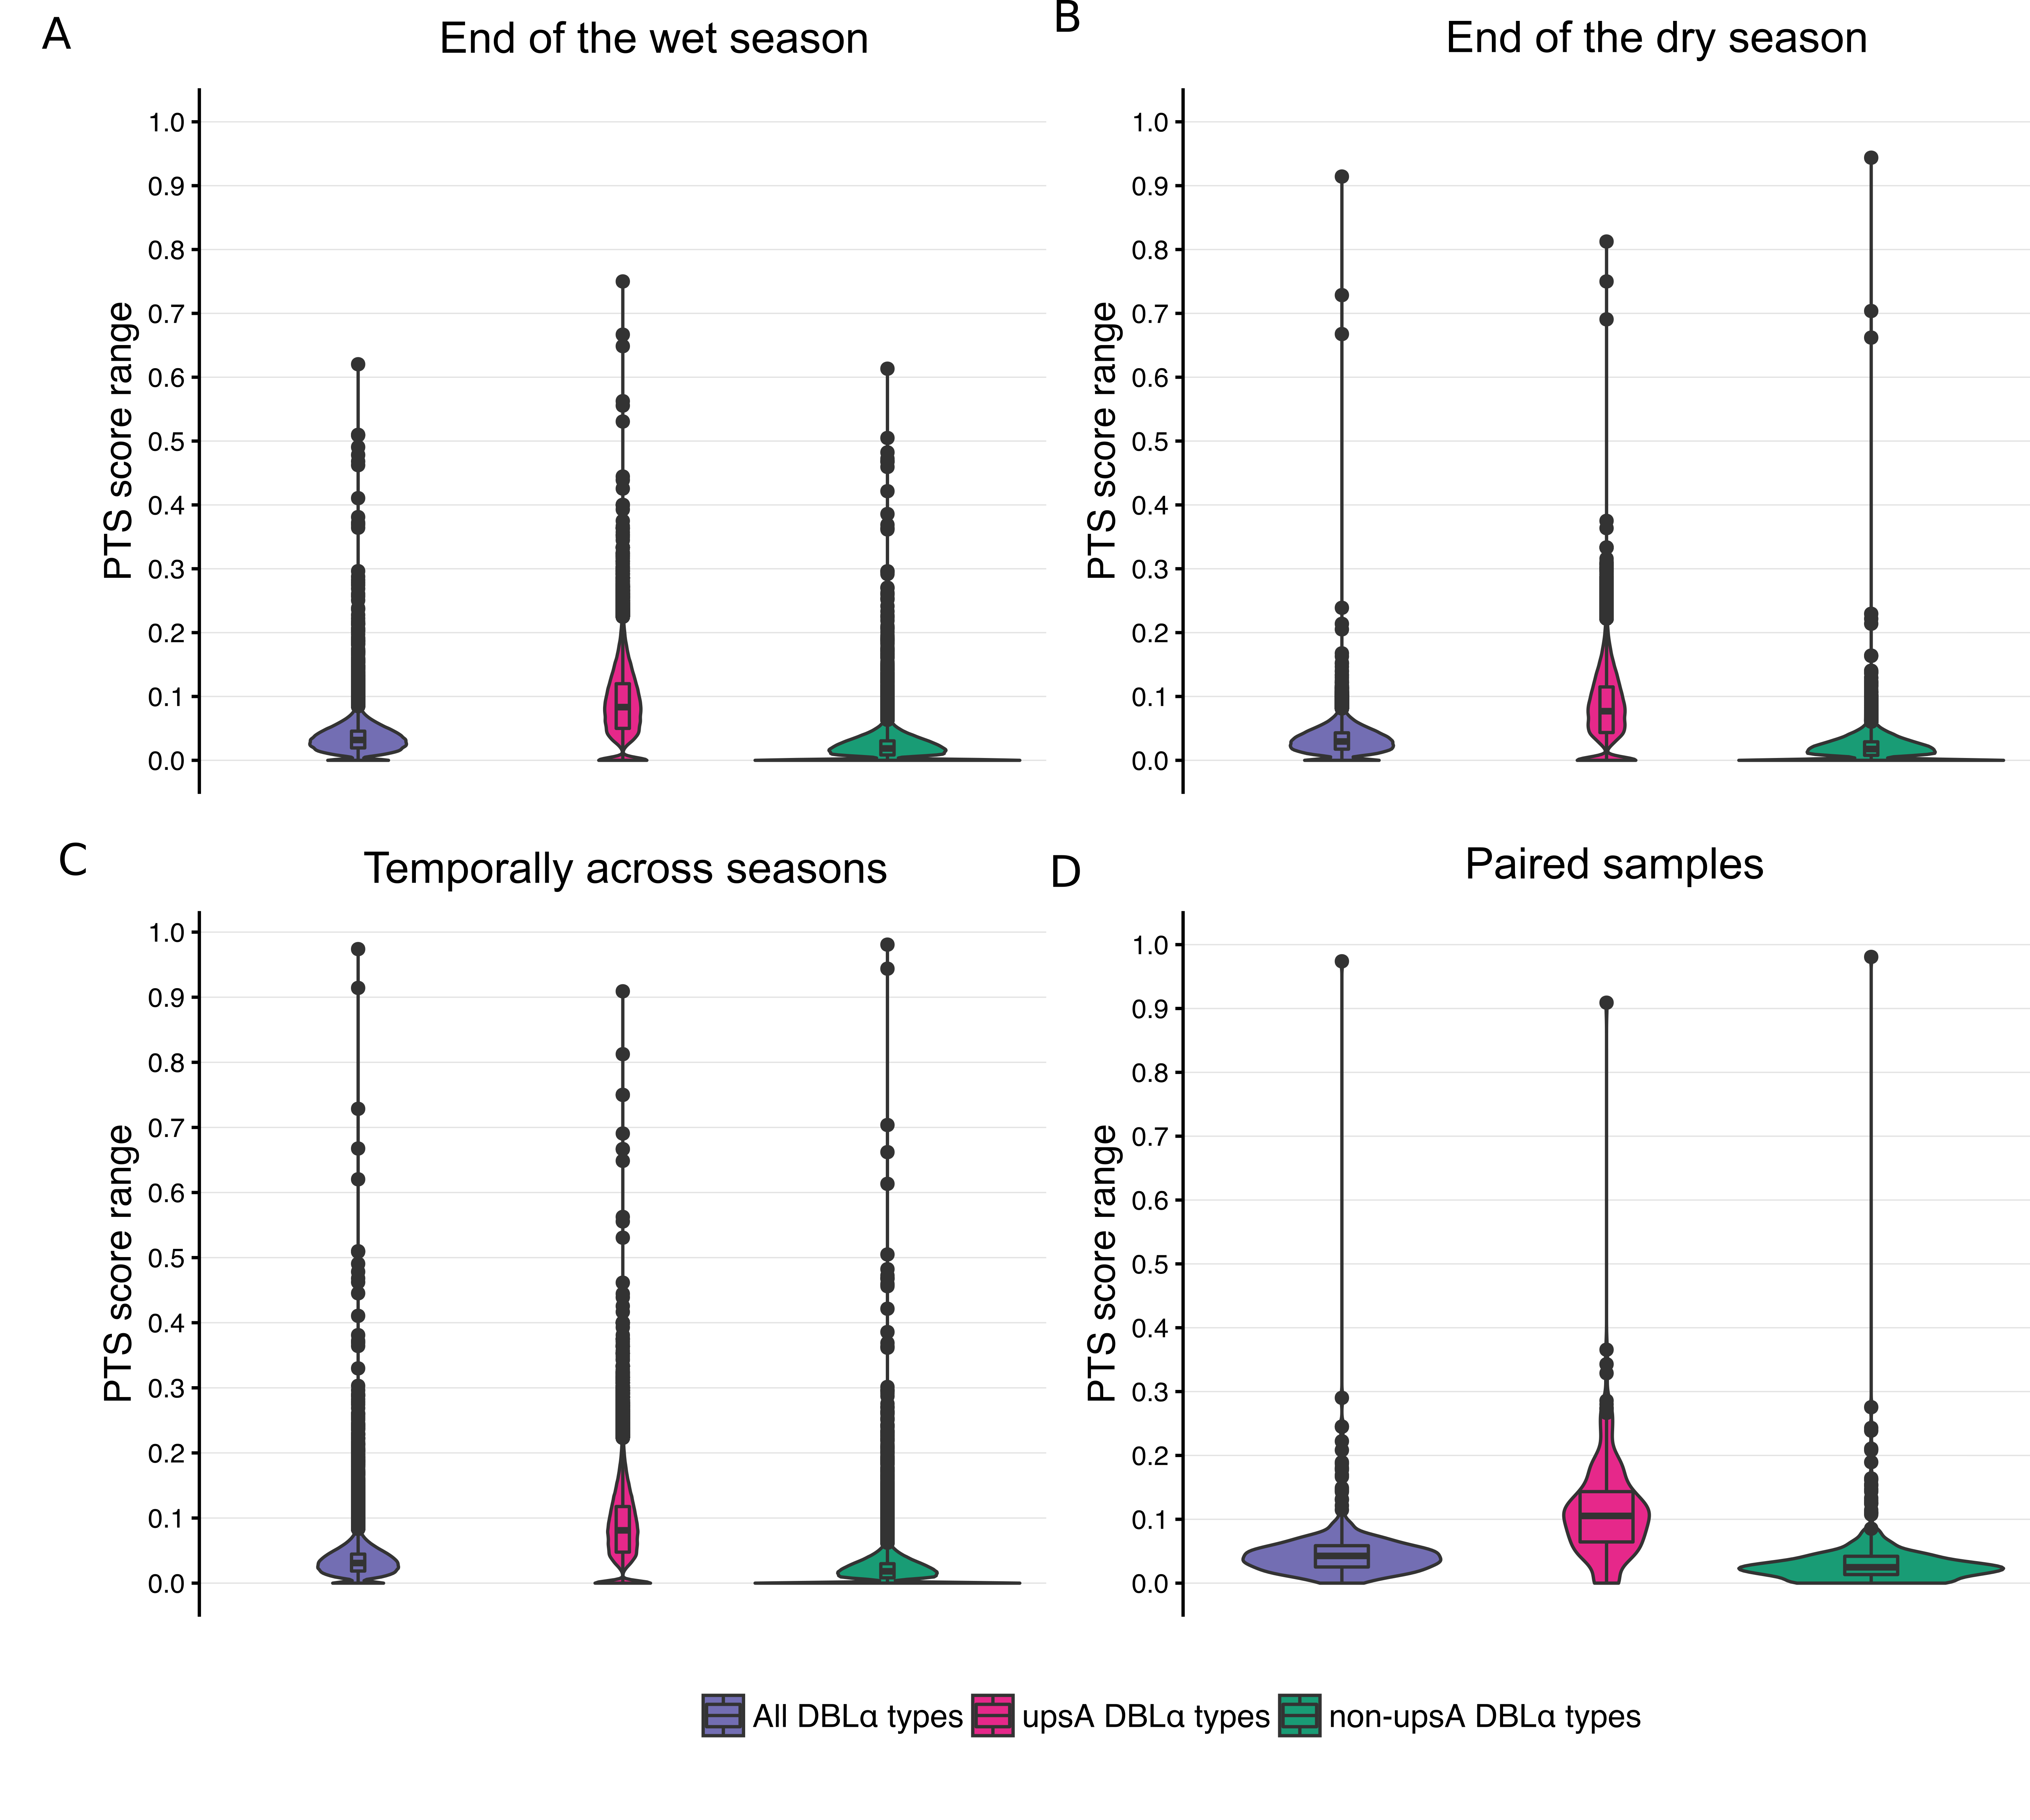 A
End of the wet season
PTS score range
1.0
0.9
0.8
0.7
0.6
0.5
0.4
0.3
0.2
0.1
0.0
B
End of the dry season
PTS score range
1.0
0.9
0.8
0.7
0.6
0.5
0.4
0.3
0.2
0.1
0.0
C
Temporally across seasons
PTS score range
1.0
0.9
0.8
0.7
0.6
0.5
0.4
0.3
0.2
0.1
0.0
D
Paired samples
PTS score range
1.0
0.9
0.8
0.7
0.6
0.5
0.4
0.3
0.2
0.1
0.0
All DBLα types
upsA DBLα types
non-upsA DBLα types